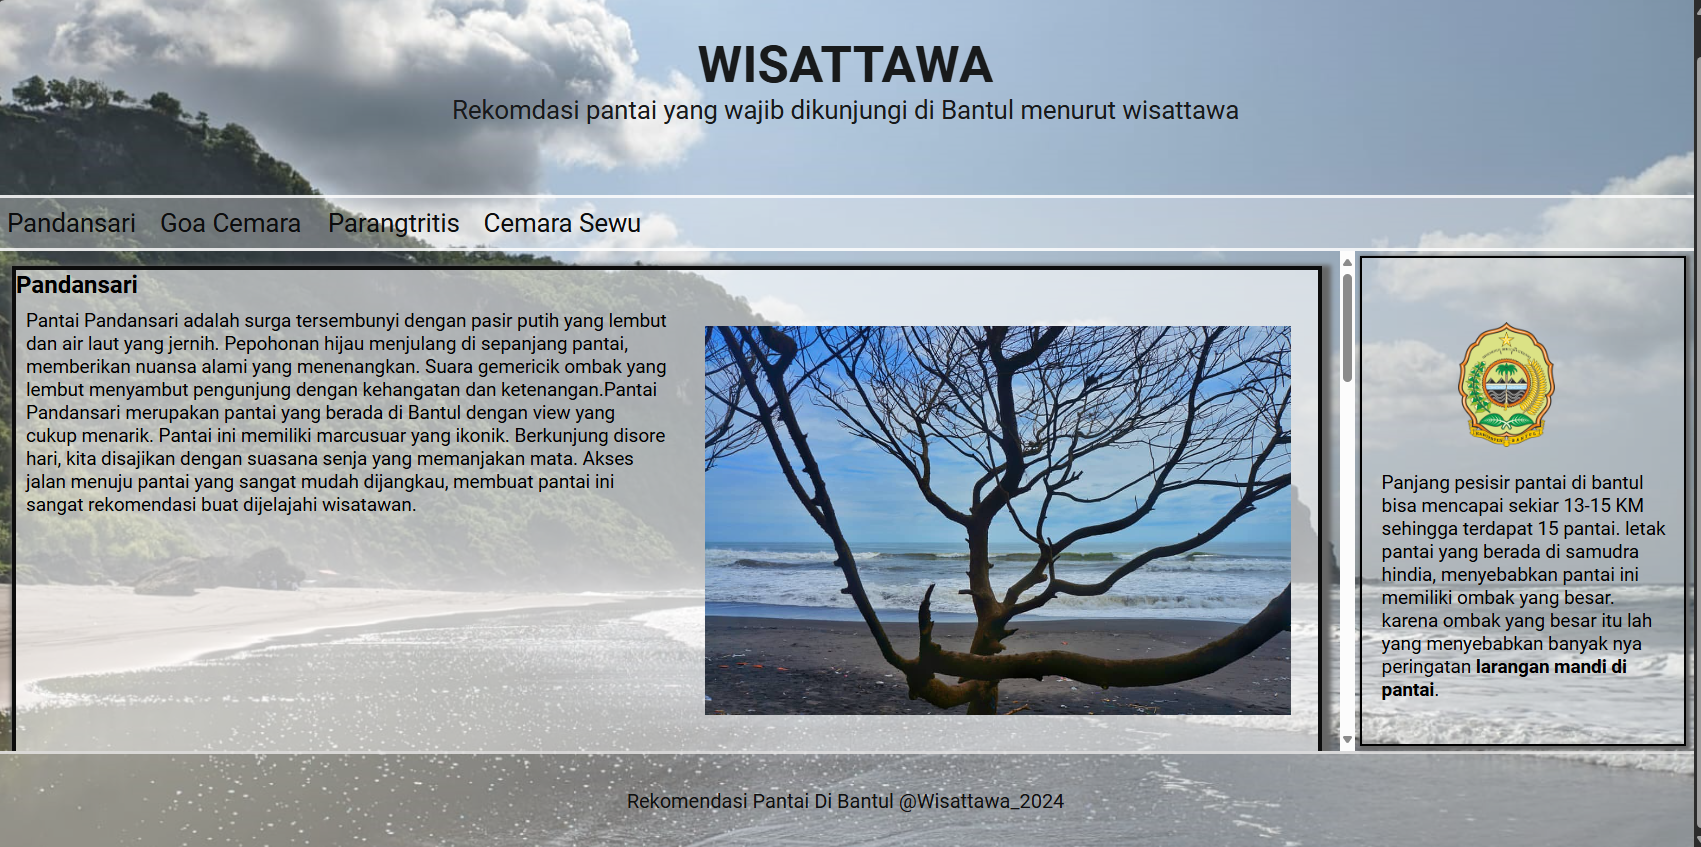 WISATTAWA
Rekomdasi pantai yang wajib dikunjungi di Bantul menurut wisattawa
Pandansari Goa Cemara Parangtritis Cemara Sewu
Pandansari
Pantai Pandansari adalah surga tersembunyi dengan pasir putih yang lembut
dan air laut yang jernih. Pepohonan hijau menjulang di sepanjang pantai,
memberikan nuansa alami yang menenangkan. Suara gemericik ombak yang
lembut menyambut pengunjung dengan kehangatan dan ketenangan.Pantai
Pandansari merupakan pantai yang berada di Bantul dengan view yang
cukup menarik. Pantai ini memiliki marcusuar yang ikonik. Berkunjung disore
hari, kita disajikan dengan suasana senja yang memanjakan mata. Akses
jalan menuju pantai yang sangat mudah dijangkau, membuat pantai ini
sangat rekomendasi buat dijelajahi wisatawan.
Panjang pesisir pantai di bantul
bisa mencapai sekiar 13-15 KM
sehingga terdapat 15 pantai. letak
pantai yang berada di samudra
hindia, menyebabkan pantai ini
memiliki ombak yang besar.
karena ombak yang besar itu lah
yang menyebabkan banyak nya
peringatan larangan mandi di
pantai.
Rekomendasi Pantai Di Bantul @Wisattawa_2024